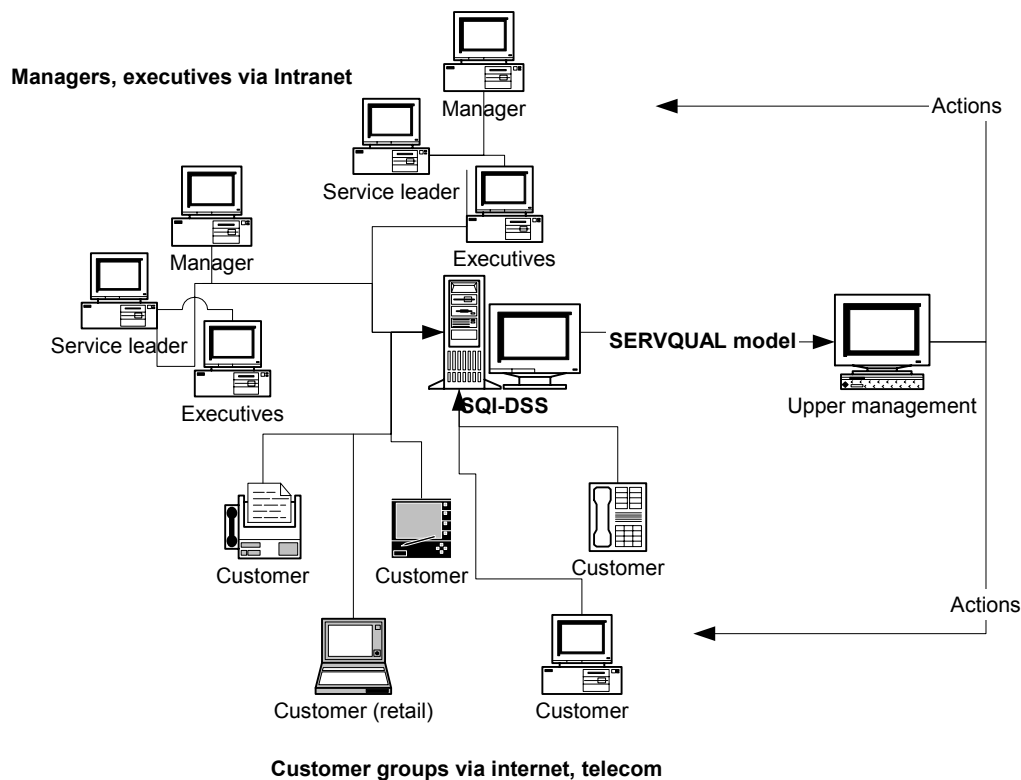 Managers, executives via Intranet
Manager
Actions
Service leader
Manager
Executives
Service leader
SERVQUAL model
Executives
SQI-DSS
Upper management
Customer
Customer
Customer
Actions
Customer (retail)
Customer
Customer groups via internet, telecom